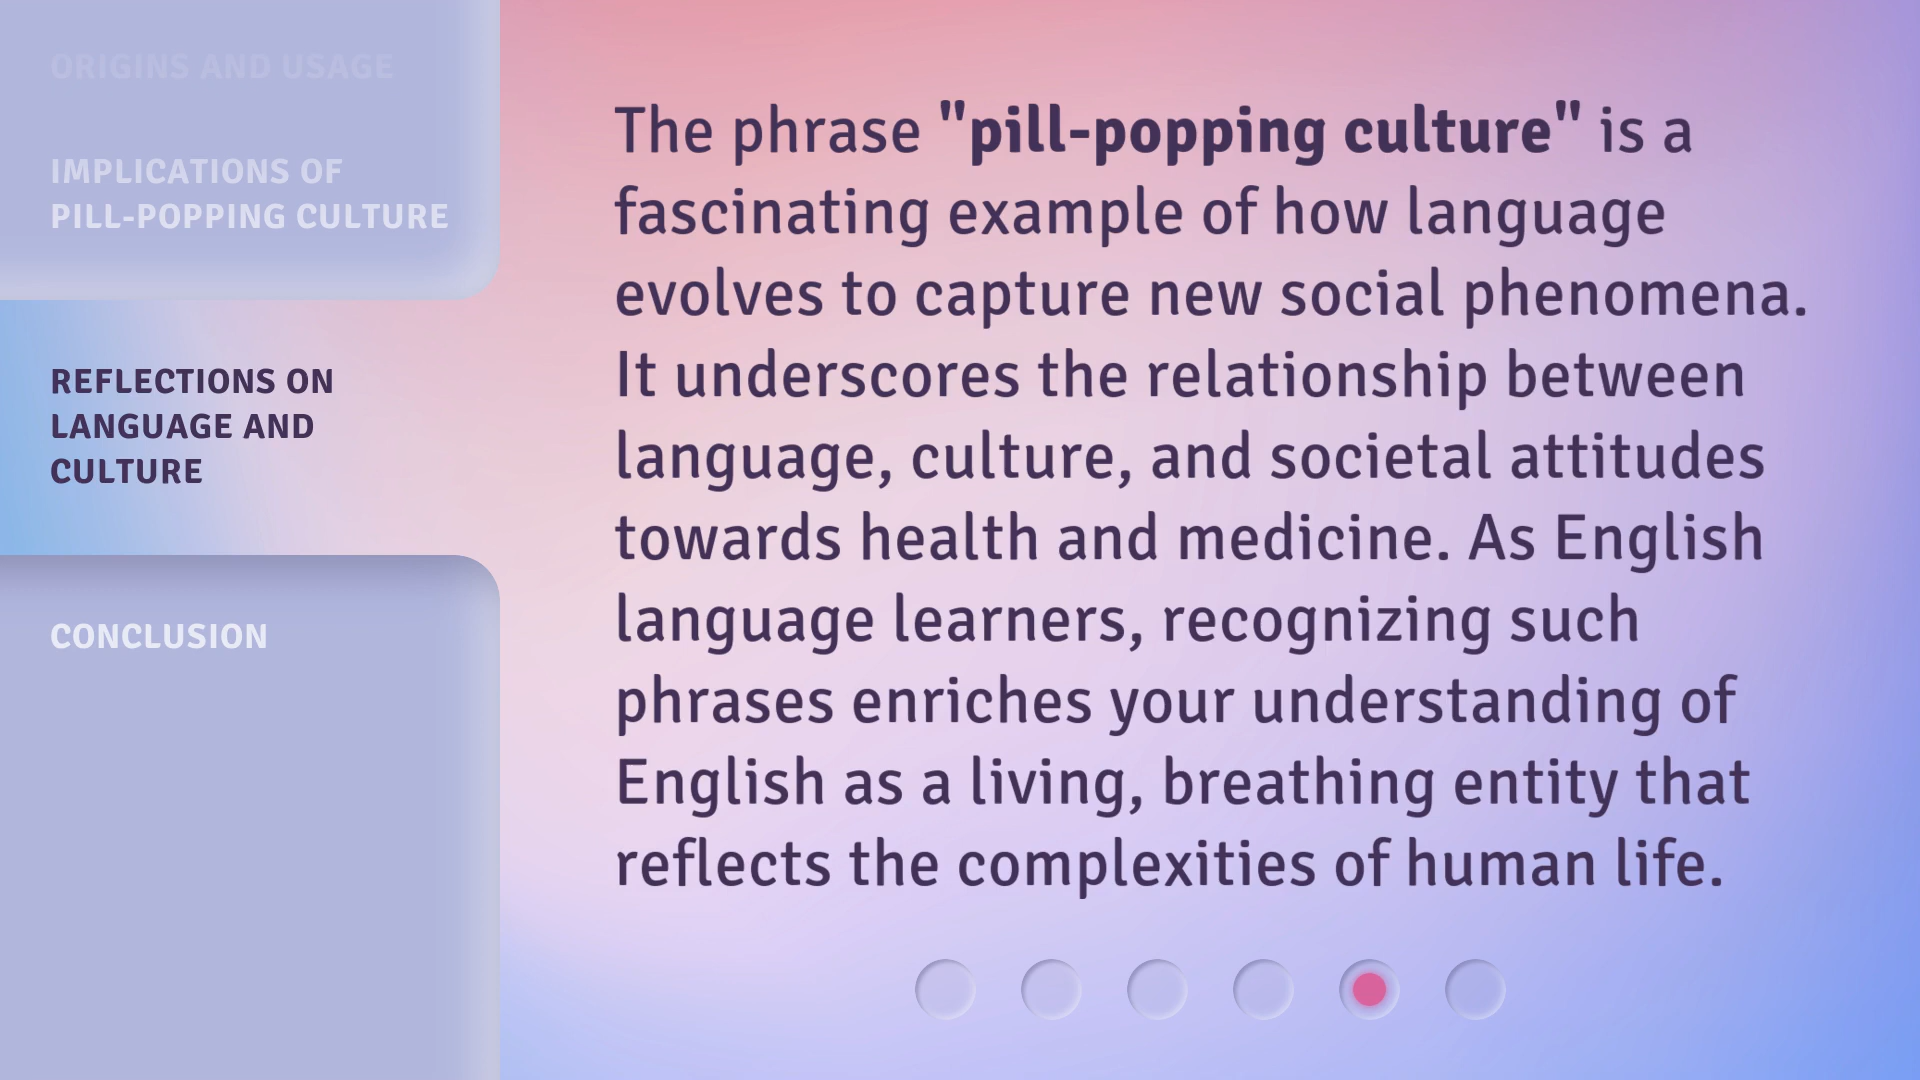 ORIGINS AND USAGE
IMPLICATIONS OF
PILL-POPPING CULTURE
REFLECTIONS ON
LANGUAGE AND
CULTURE
CONCLUSION
The phrase "pill-popping culture" is a
fascinating example of how language
evolves to capture new social phenomena.
It underscores the relationship between
language, culture, and societal attitudes
towards health and medicine. As English
language learners, recognizing such
phrases enriches your understanding of
English as a living, breathing entity that
reflects the complexities of human life.